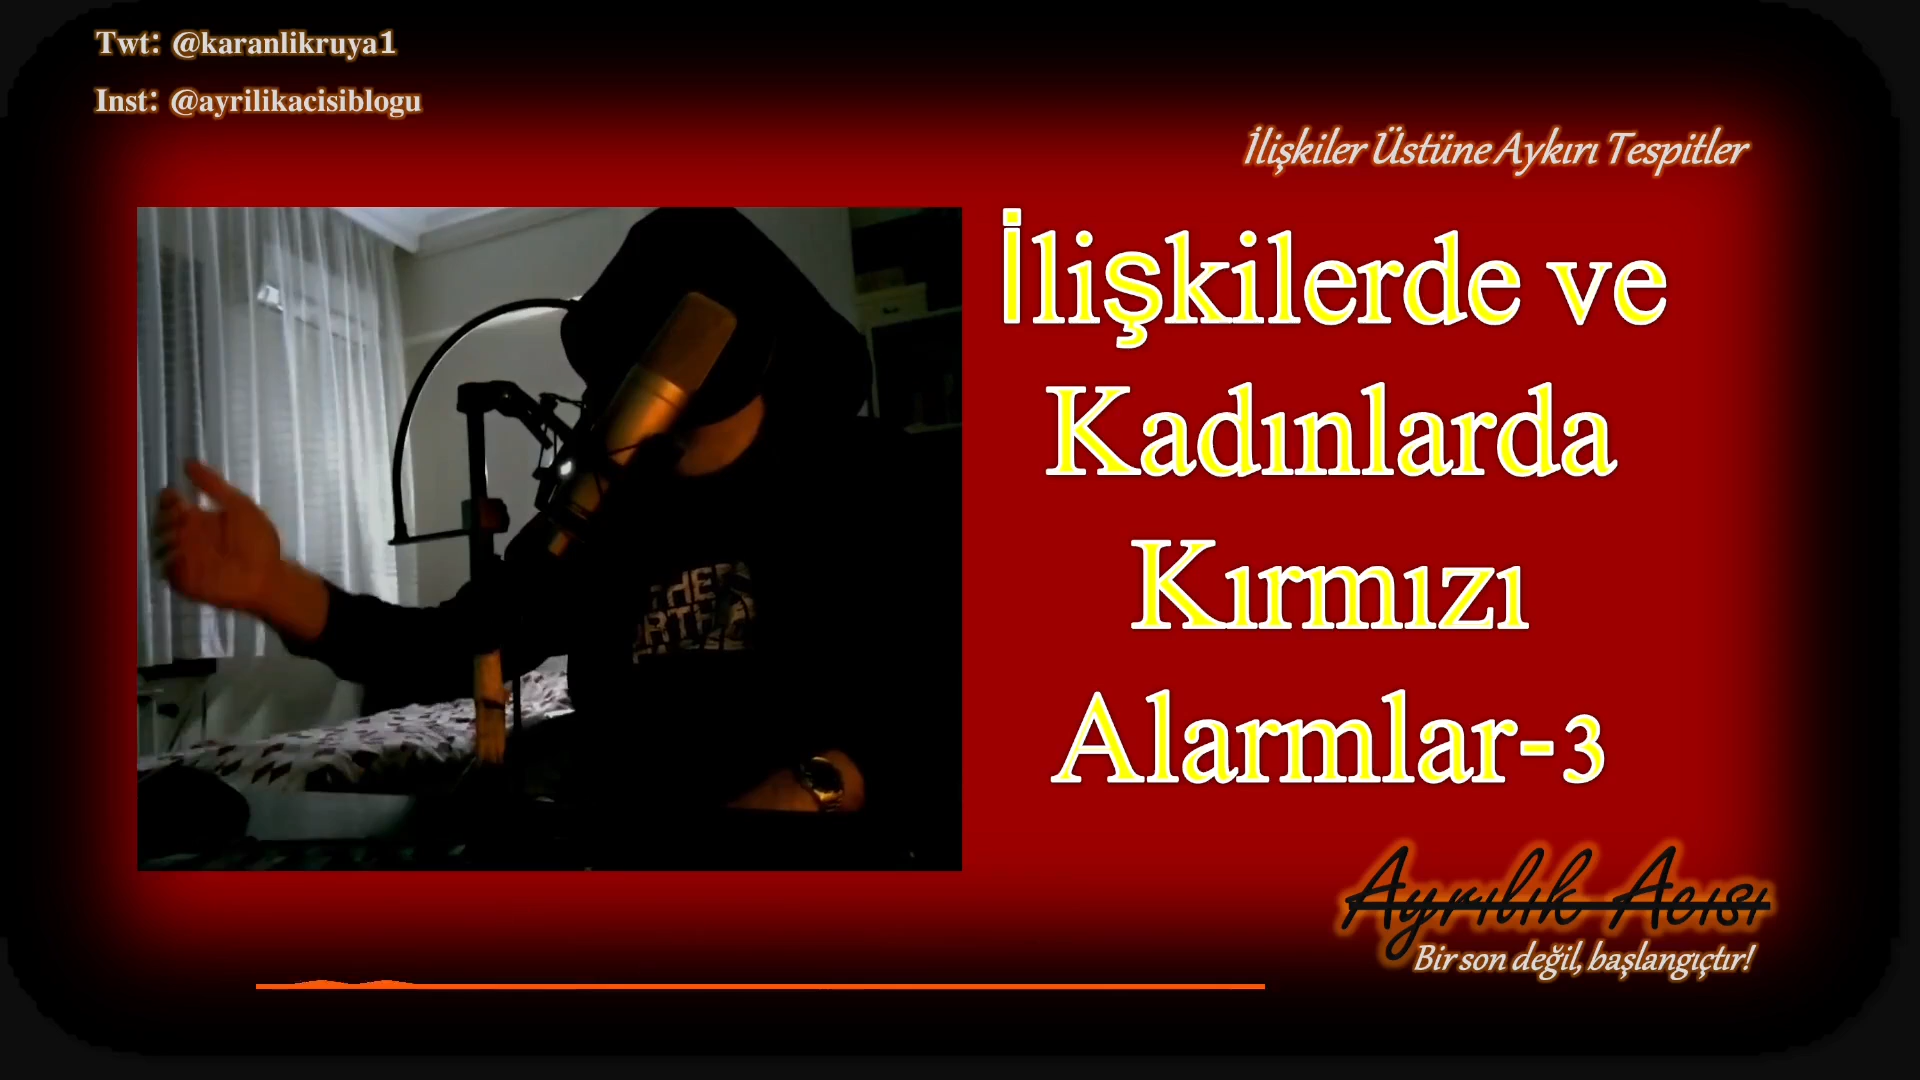 Twt: @karanlikruya1
Inst: @ayrilikacisiblogu
İlişkiler Üstüne Aykırı Tespitler
İlişkilerde ve
Kadınlarda
Kırmızı
Alarmlar-3
THE
Ayrılık Acısı
Bir son değil, başlangıçtır!